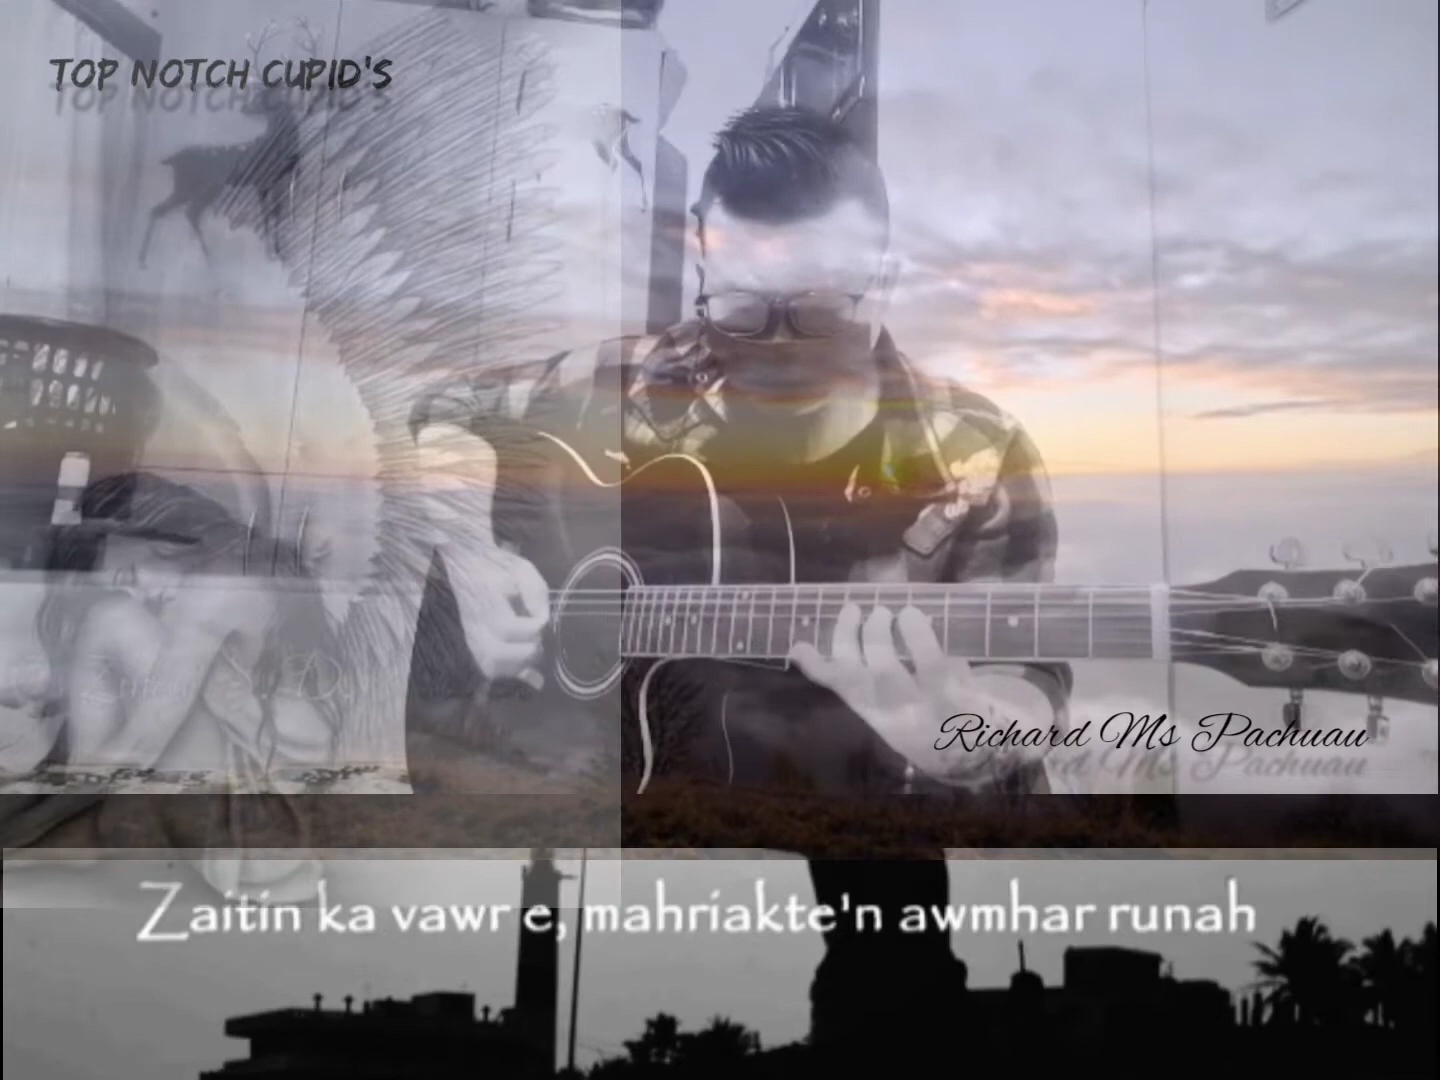 TOP NOTCH CUPID'S
Richard Ms Pachuau
Zaitin ka vawr e, mahriakte'n awmhar runah